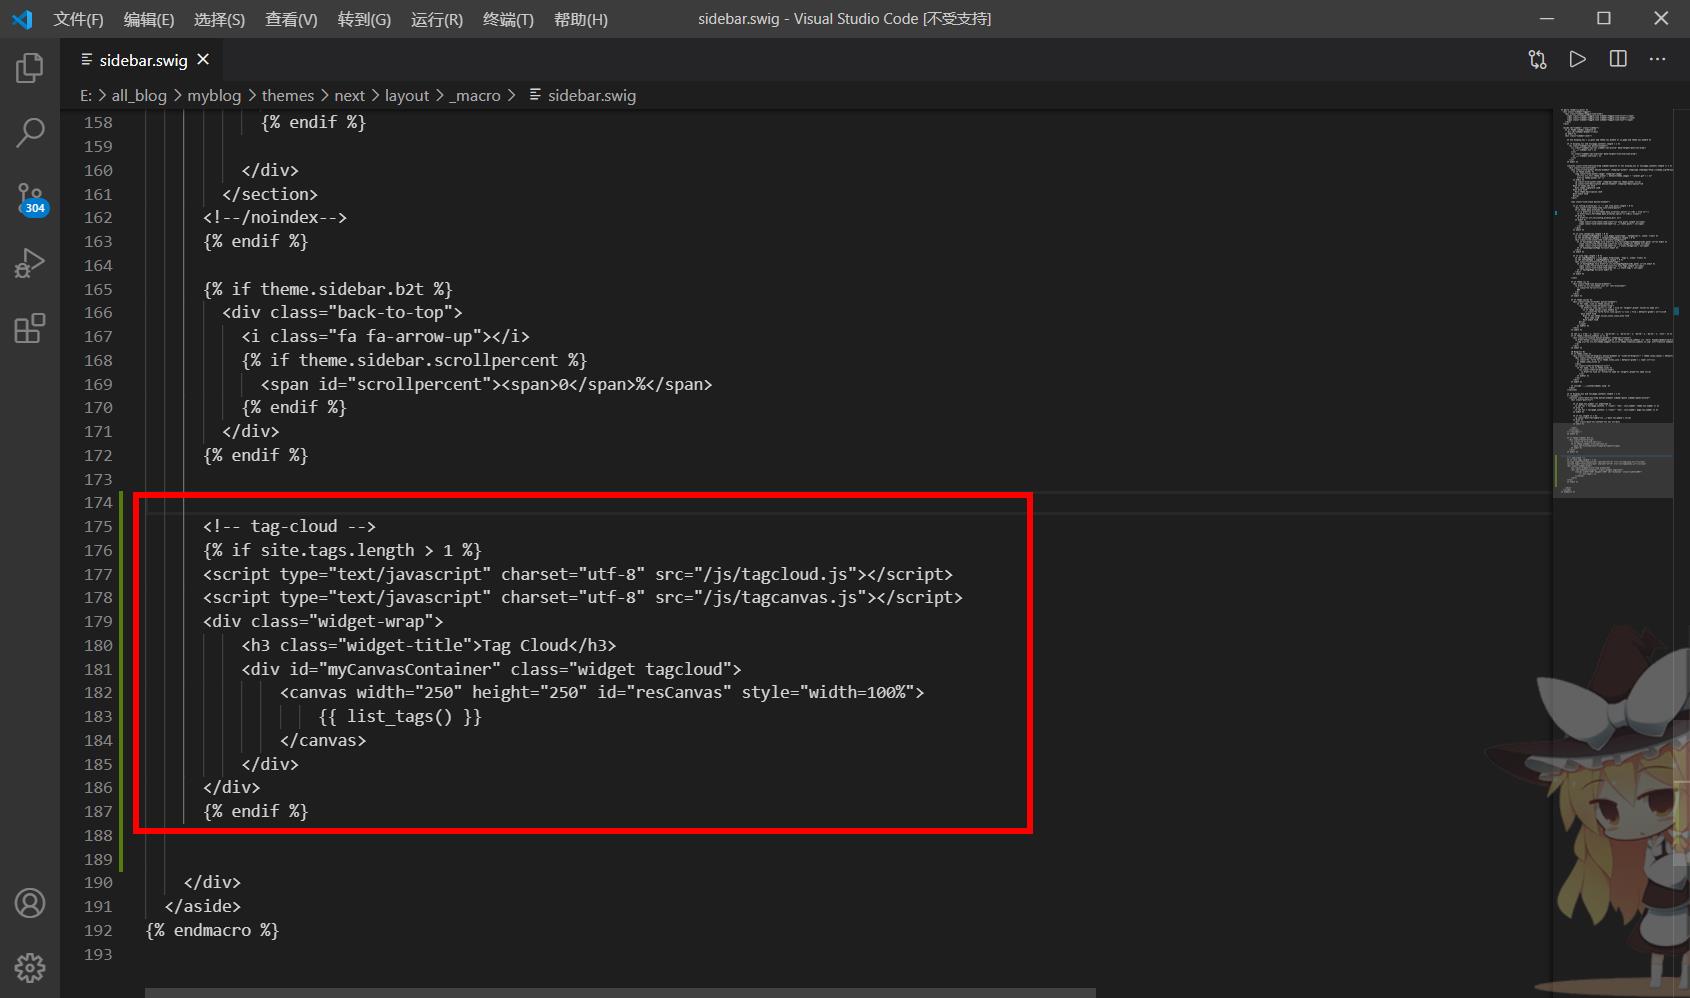 文件(F) 编辑(E) 选择(S) 查看(V) 转到(G) 运行(R) 终端(T) 帮助(H) sidebar.swig - Visual Studio Code [不受支持]
sidebar.swig
E: > all_blog > myblog > themes > next > layout > _macro > sidebar.swig
304
158 {% endif %}
159
160 </div>
161 </section>
162 <!--/noindex-->
163 {% endif %}
164
165 {% if theme.sidebar.b2t %}
166 <div class="back-to-top">
167 <i class="fa fa-arrow-up"></i>
168 {% if theme.sidebar.scrollpercent %}
169 <span id="scrollpercent"><span>0</span>%</span>
170 {% endif %}
171 </div>
172 {% endif %}
173
174
175 <!-- tag-cloud -->
176 {% if site.tags.length > 1 %}
177 <script type="text/javascript" charset="utf-8" src="/js/tagcloud.js"></script>
178 <script type="text/javascript" charset="utf-8" src="/js/tagcanvas.js"></script>
179 <div class="widget-wrap">
180 <h3 class="widget-title">Tag Cloud</h3>
181 <div id="myCanvasContainer" class="widget tagcloud">
182 <canvas width="250" height="250" id="resCanvas" style="width=100%">
183 {{ list_tags() }}
184 </canvas>
185 </div>
186 </div>
187 {% endif %}
188
189
190 </div>
191 </aside>
192 {% endmacro %}
193